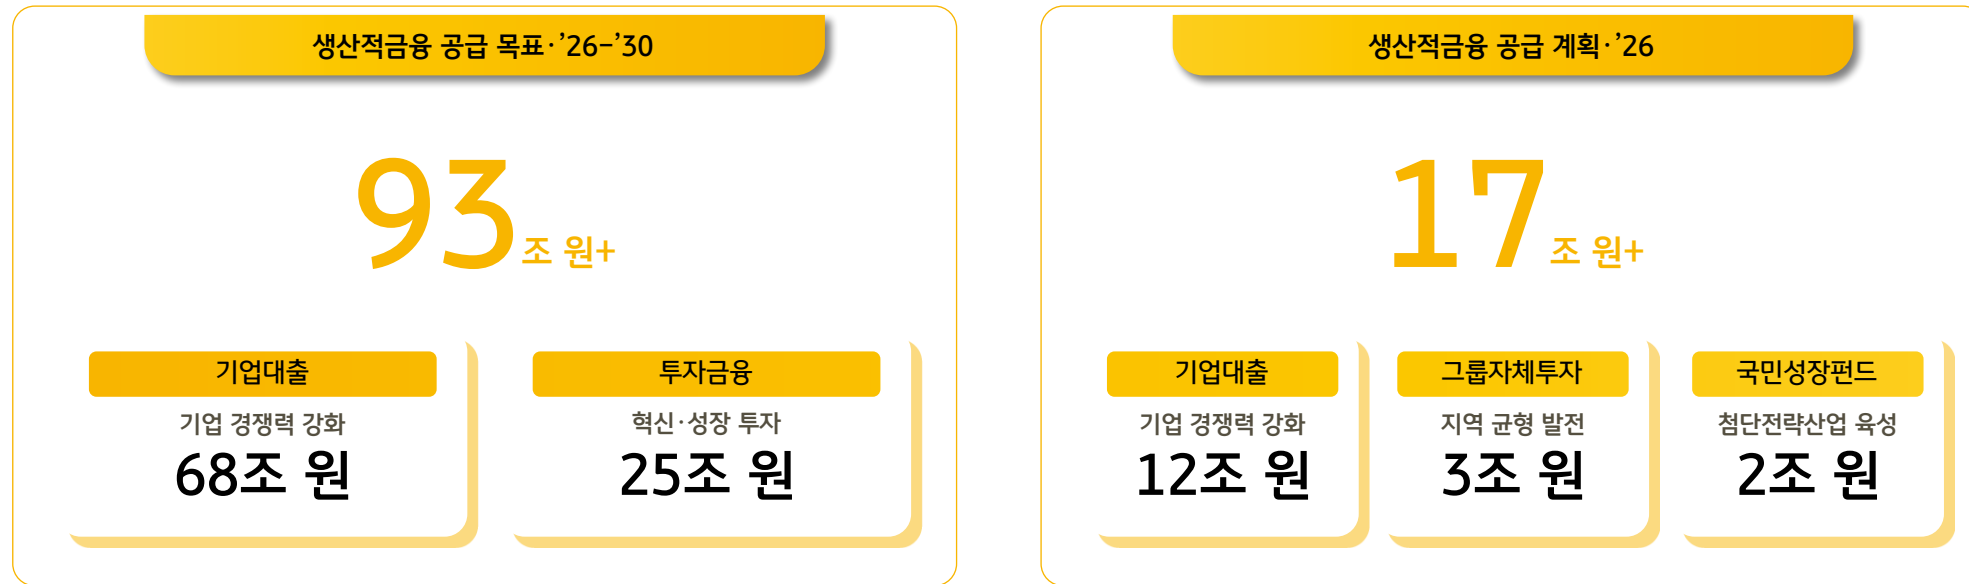 생산적금융 공급 목표·’26-’30
93조 원+
기업대출
기업 경쟁력 강화
68조 원
투자금융
혁신·성장 투자
25조 원
생산적금융 공급 계획·’26
17조 원+
기업대출
기업 경쟁력 강화
12조 원
그룹자체투자
지역 균형 발전
3조 원
국민성장펀드
첨단전략산업 육성
2조 원